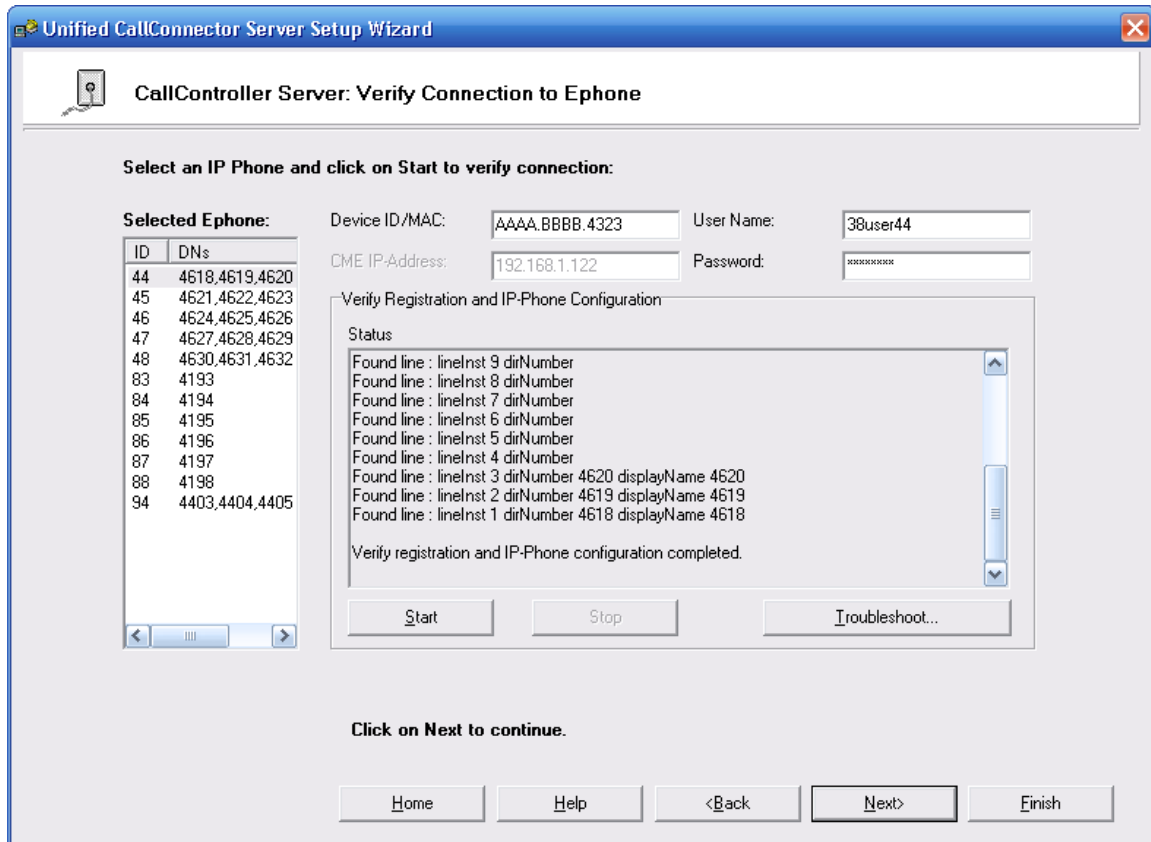 Unified CallConnector Server Setup Wizard
CallController Server: Verify Connection to Ephone
Select an IP Phone and click on Start to verify connection:
Selected Ephone:
ID DNs
44 4618,4619,4620
45 4621,4622,4623
46 4624,4625,4626
47 4627,4628,4629
48 4630,4631,4632
83 4193
84 4194
85 4195
86 4196
87 4197
88 4198
94 4403,4404,4405
Device ID/MAC: AAAA.BBBB.4323 User Name: 38user44
CME IP-Address: 192.168.1.122 Password: ××××××××
Verify Registration and IP-Phone Configuration
Status
Found line : lineInst 9 dirNumber
Found line : lineInst 8 dirNumber
Found line : lineInst 7 dirNumber
Found line : lineInst 6 dirNumber
Found line : lineInst 5 dirNumber
Found line : lineInst 4 dirNumber
Found line : lineInst 3 dirNumber 4620 displayName 4620
Found line : lineInst 2 dirNumber 4619 displayName 4619
Found line : lineInst 1 dirNumber 4618 displayName 4618
Verify registration and IP-Phone configuration completed.
Start Stop Troubleshoot...
Click on Next to continue.
Home Help <Back Next> Finish